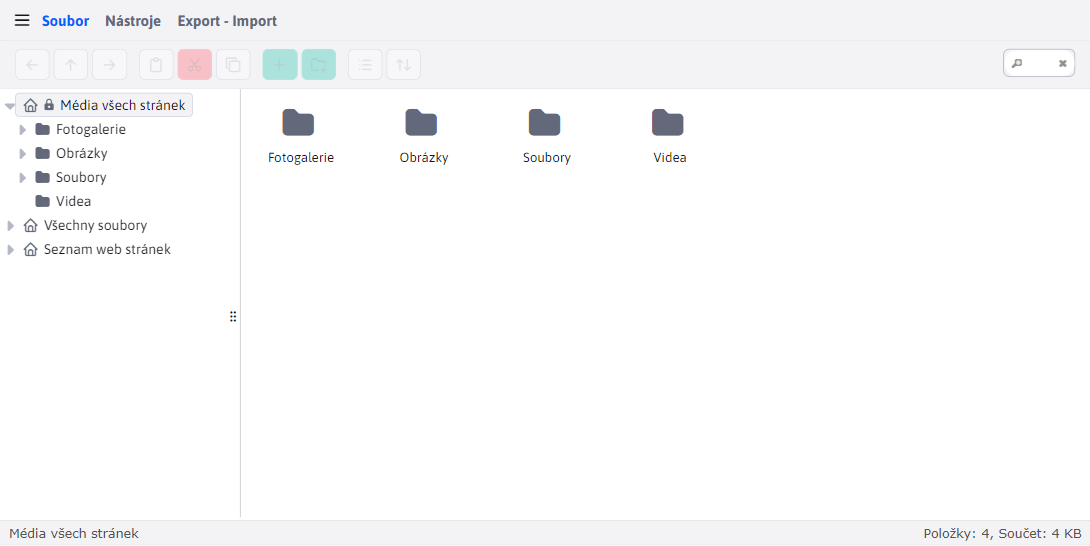 Soubor Nástroje Export - Import
Média všech stránek
Fotogalerie
Obrázky
Soubory
Videa
Všechny soubory
Seznam web stránek
Fotogalerie Obrázky Soubory Videa
Média všech stránek Položky: 4, Součet: 4 KB